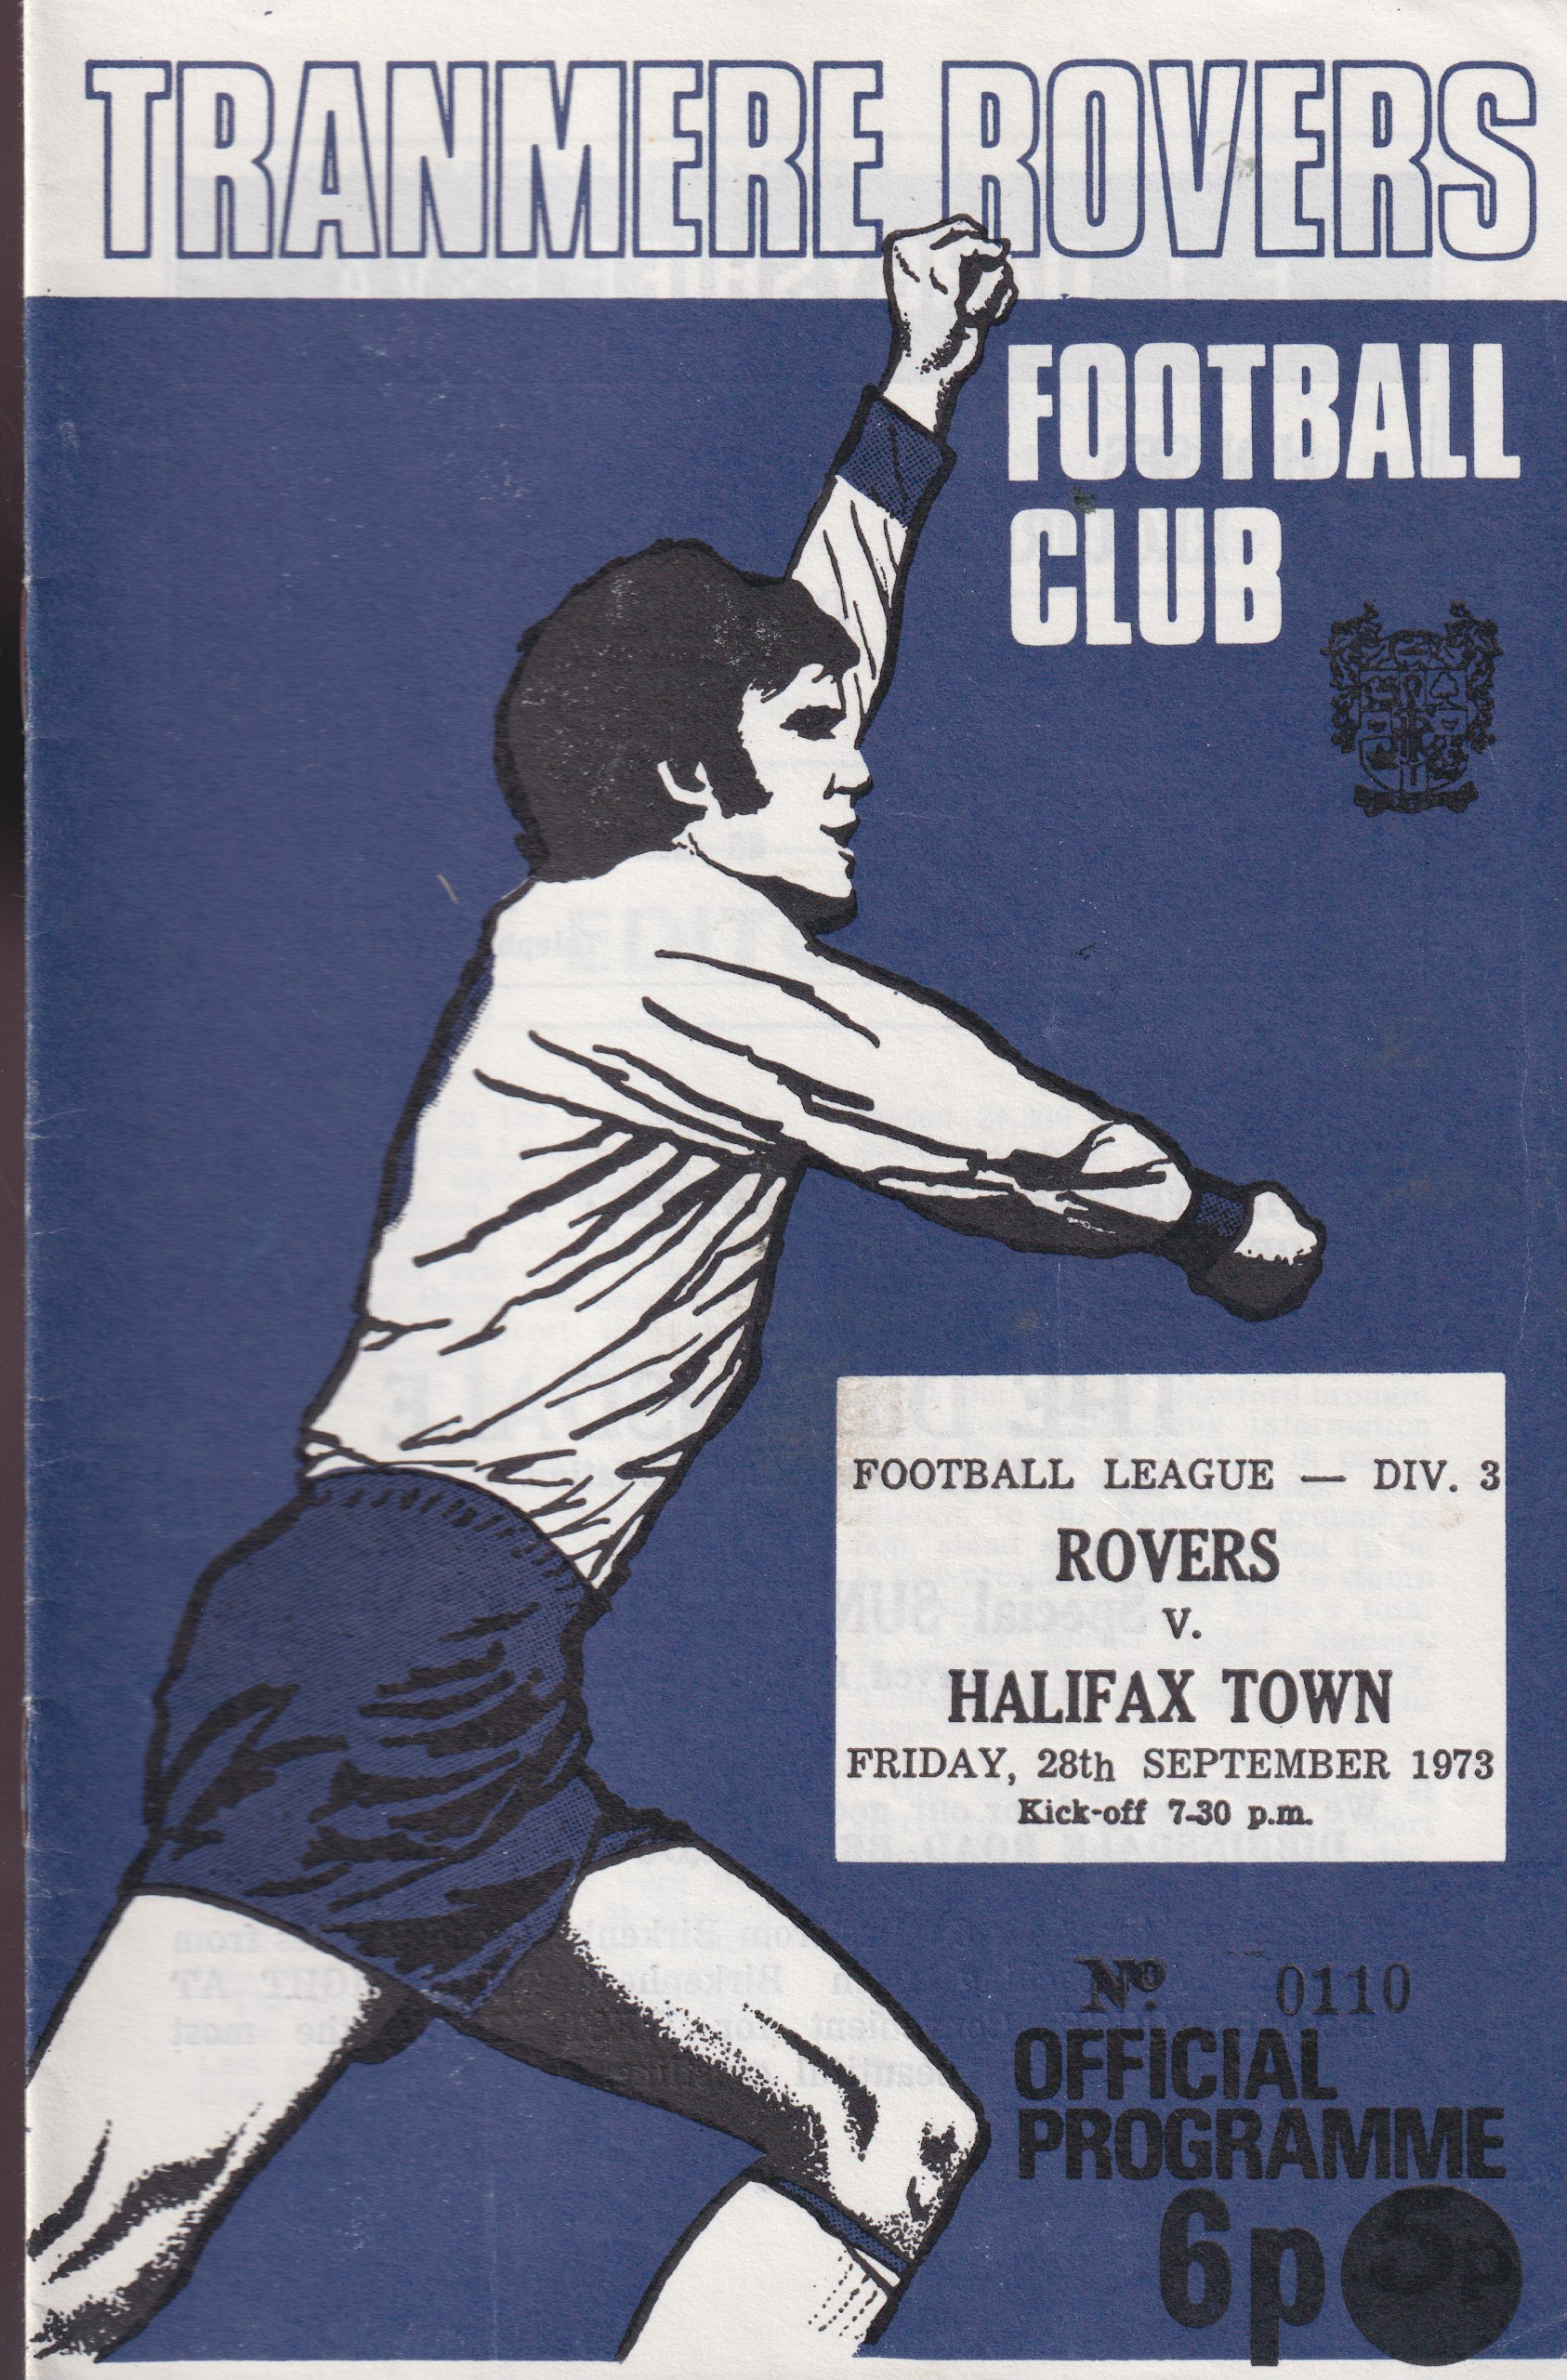 TRANMERE ROVERS
FOOTBALL
CLUB
FOOTBALL LEAGUE — DIV. 3
ROVERS
v.
HALIFAX TOWN
FRIDAY, 28th SEPTEMBER 1973
Kick-off 7-30 p.m.
Nº. 0110
OFFICIAL
PROGRAMME
6p 5p